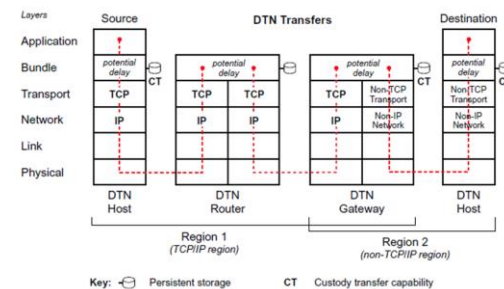 Layers Source DTN Transfers Destination
Application
Bundle potential delay potential delay potential delay potential delay
CT CT CT
Transport TCP TCP TCP TCP Non-TCP Transport Non-TCP Transport
Network IP IP IP IP Non-IP Network Non-IP Network
Link
Physical
DTN Host DTN Router DTN Gateway DTN Host
Region 1
(TCP/IP region)
Region 2
(non-TCP/IP region)
Key: Persistent storage CT Custody transfer capability